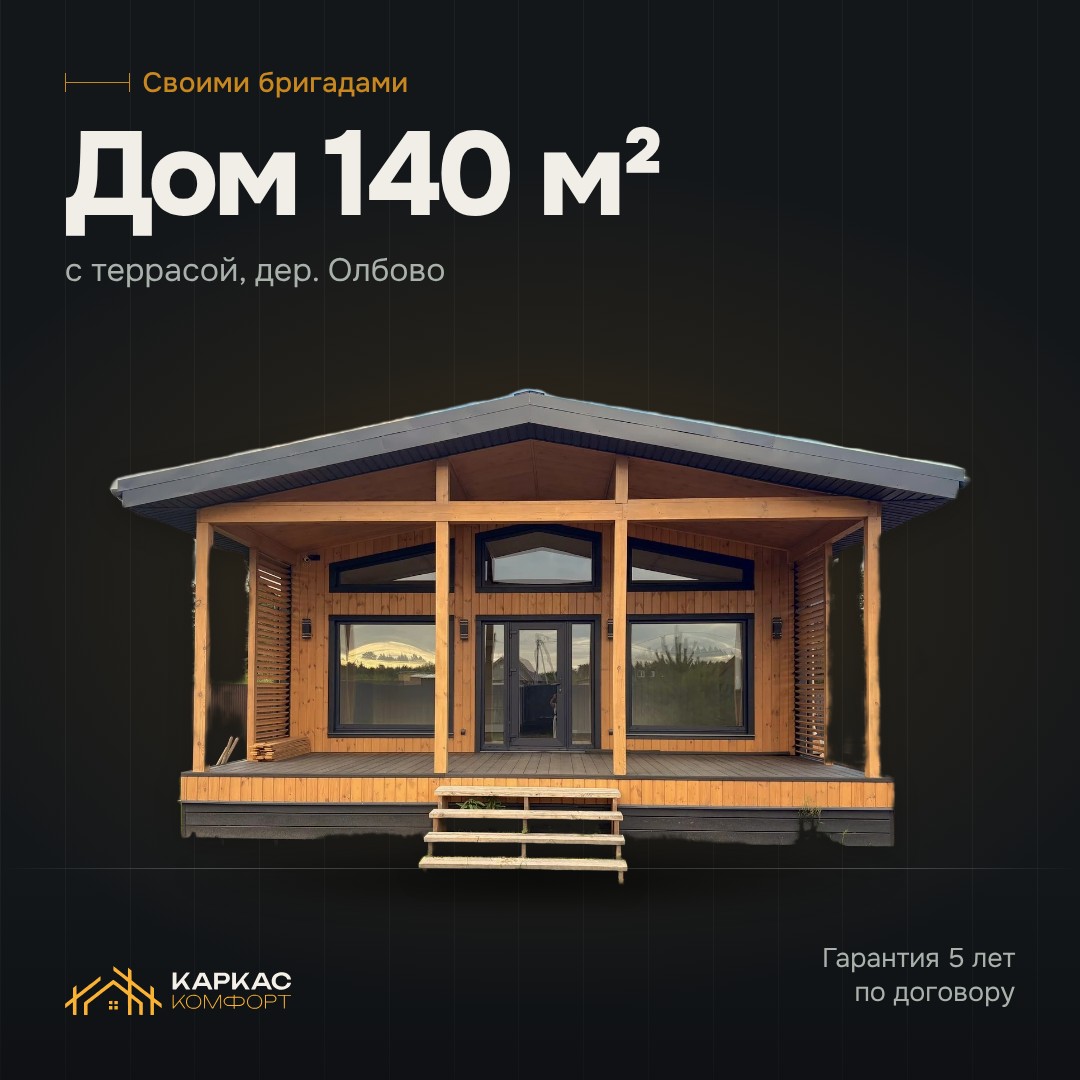 Своими бригадами
Дом 140 м²
с террасой, дер. Олбово
КАРКАС
КОМФОРТ
Гарантия 5 лет
по договору